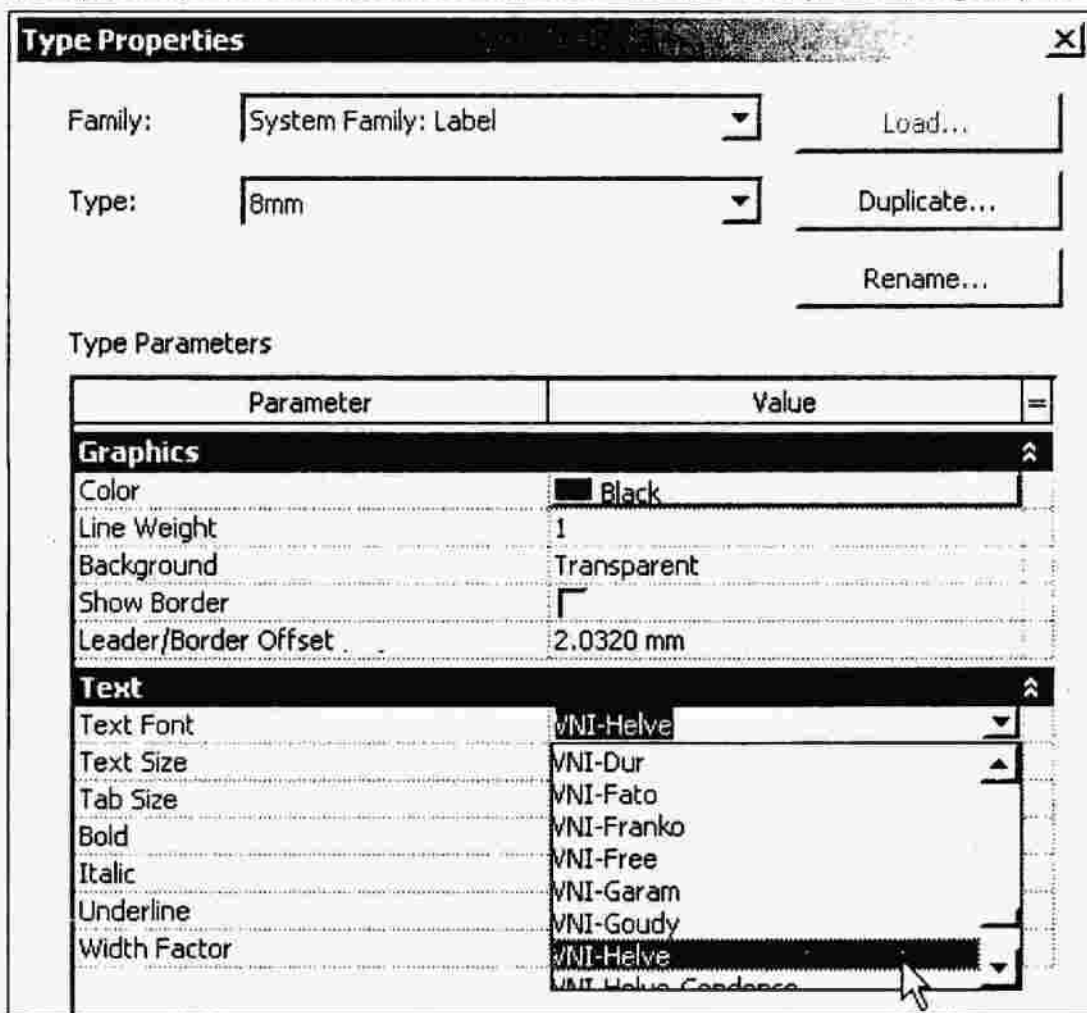 Type Properties
Family: System Family: Label Load...
Type: 8mm Duplicate...
Rename...
Type Parameters
Parameter Value =
Graphics
Color Black
Line Weight 1
Background Transparent
Show Border
Leader/Border Offset 2.0320 mm
Text
Text Font VNI-Helve
Text Size VNI-Dur
Tab Size VNI-Fato
Bold VNI-Franko
VNI-Free
Italic VNI-Garam
Underline VNI-Goudy
Width Factor VNI-Helve
VNI-Helve-Condense